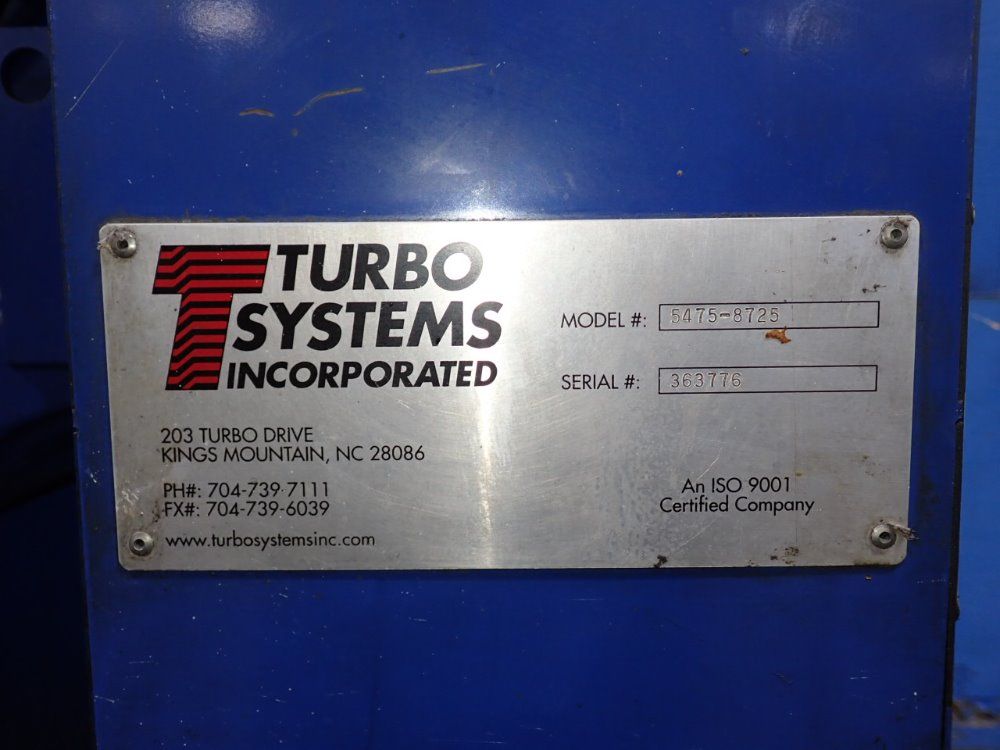 TURBO
SYSTEMS
INCORPORATED
203 TURBO DRIVE
KINGS MOUNTAIN, NC 28086
PH#: 704-739-7111
FX#: 704-739-6039
www.turbosystemsinc.com
MODEL #: 5475-8725
SERIAL #: 363776
An ISO 9001
Certified Company